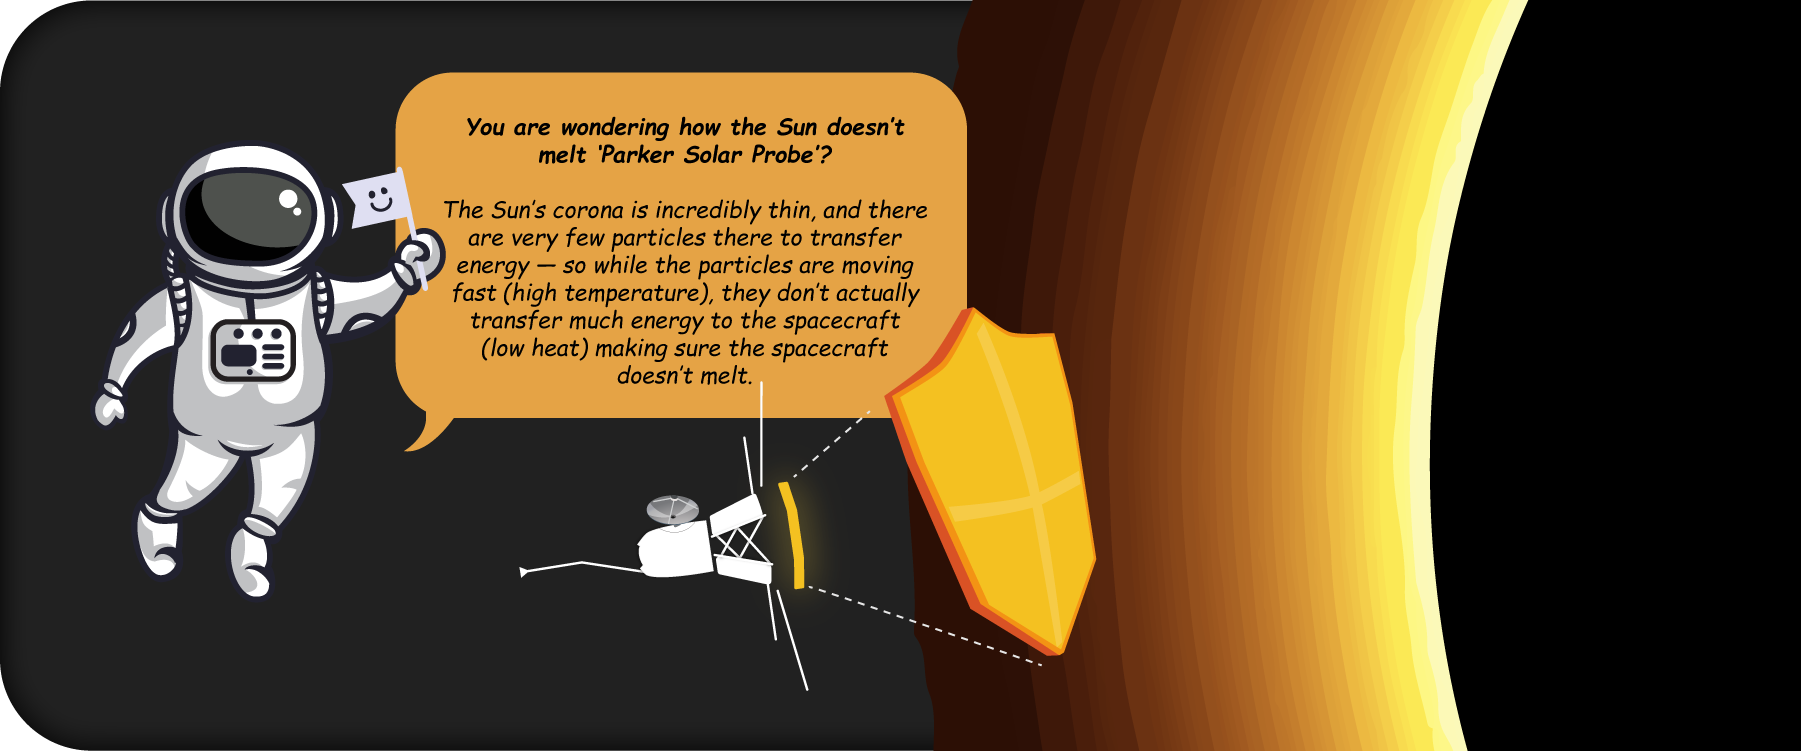 You are wondering how the Sun doesn't
melt ‘Parker Solar Probe’?
The Sun's corona is incredibly thin, and there
are very few particles there to transfer
energy — so while the particles are moving
fast (high temperature), they don't actually
transfer much energy to the spacecraft
(low heat) making sure the spacecraft
doesn't melt.